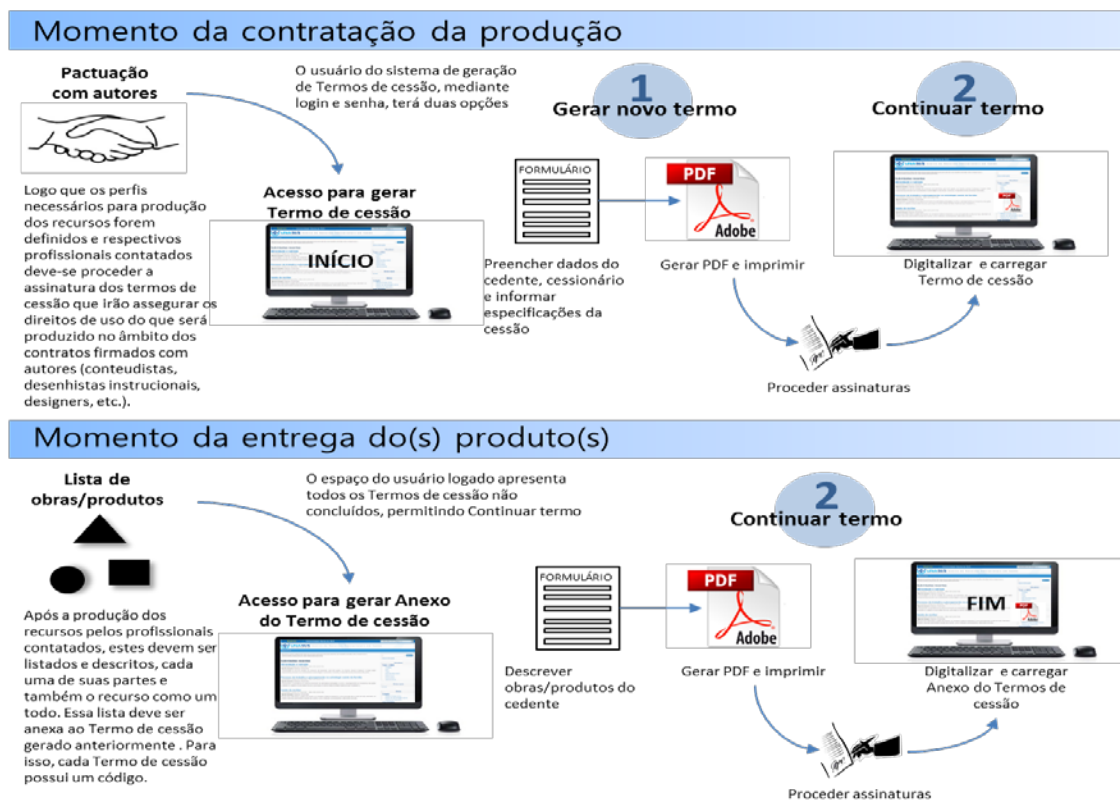 Momento da contratação da produção
Pactuação
com autores
O usuário do sistema de geração
de Termos de cessão, mediante
login e senha, terá duas opções
1
Gerar novo termo
2
Continuar termo
Logo que os perfis
necessários para produção
dos recursos forem
definidos e respectivos
profissionais contatados
deve-se proceder a
assinatura dos termos de
cessão que irão assegurar os
direitos de uso do que será
produzido no âmbito dos
contratos firmados com
autores (conteudistas,
desenhistas instrucionais,
designers, etc.).
Acesso para gerar
Termo de cessão
INÍCIO
FORMULÁRIO
Preencher dados do
cedente, cessionário
e informar
especificações da
cessão
PDF
Adobe
Gerar PDF e imprimir
Proceder assinaturas
Digitalizar e carregar
Termo de cessão
Momento da entrega do(s) produto(s)
Lista de
obras/produtos
O espaço do usuário logado apresenta
todos os Termos de cessão não
concluídos, permitindo Continuar termo
2
Continuar termo
Após a produção dos
recursos pelos profissionais
contatados, estes devem ser
listados e descritos, cada
uma de suas partes e
também o recurso como um
todo. Essa lista deve ser
anexa ao Termo de cessão
gerado anteriormente . Para
isso, cada Termo de cessão
possui um código.
Acesso para gerar Anexo
do Termo de cessão
FORMULÁRIO
Descrever
obras/produtos do
cedente
PDF
Adobe
Gerar PDF e imprimir
Proceder assinaturas
FIM
Digitalizar e carregar
Anexo do Termos de
cessão